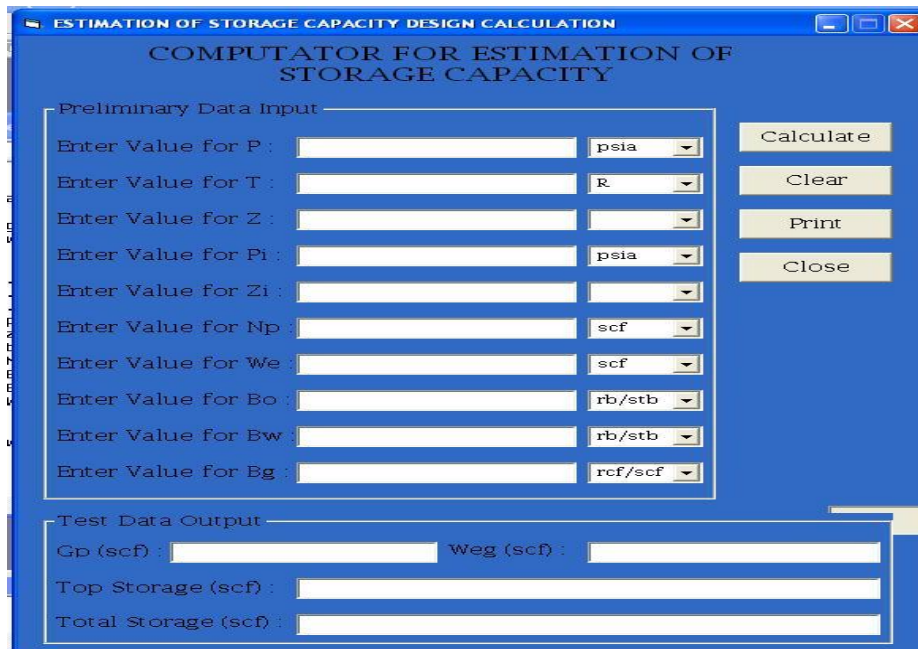 ESTIMATION OF STORAGE CAPACITY DESIGN CALCULATION
COMPUTATOR FOR ESTIMATION OF
STORAGE CAPACITY
Preliminary Data Input
Enter Value for P : psia
Enter Value for T : R
Enter Value for Z :
Enter Value for Pi : psia
Enter Value for Zi :
Enter Value for Np : scf
Enter Value for We : scf
Enter Value for Bo : rb/stb
Enter Value for Bw : rb/stb
Enter Value for Bg : rcf/scf
Calculate
Clear
Print
Close
Test Data Output
Gp (scf) : Weg (scf) :
Top Storage (scf) :
Total Storage (scf) :